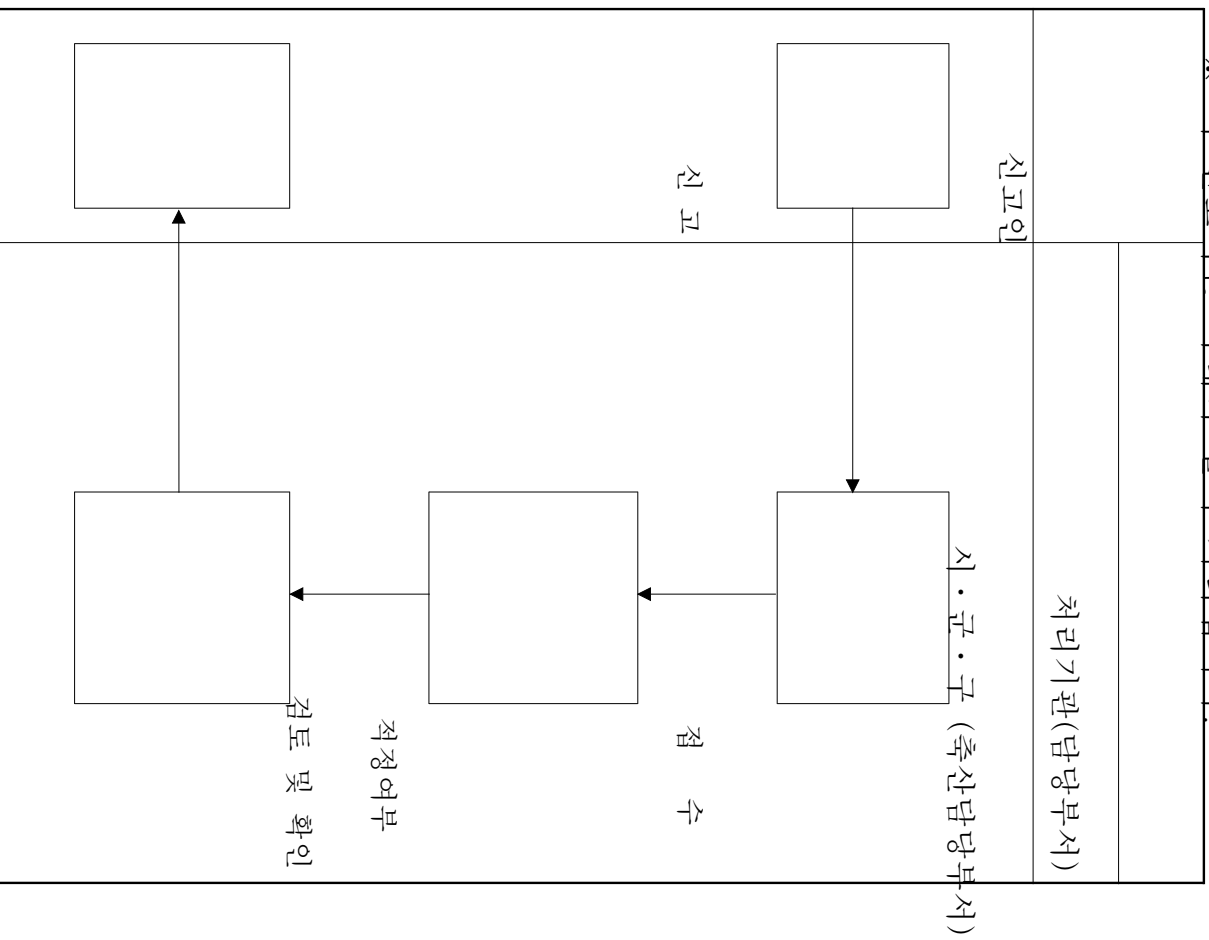 처리기관(담당부서)
신고인
시·군·구 (축산담당부서)
신 고
접 수
적정여부
검토 및 확인